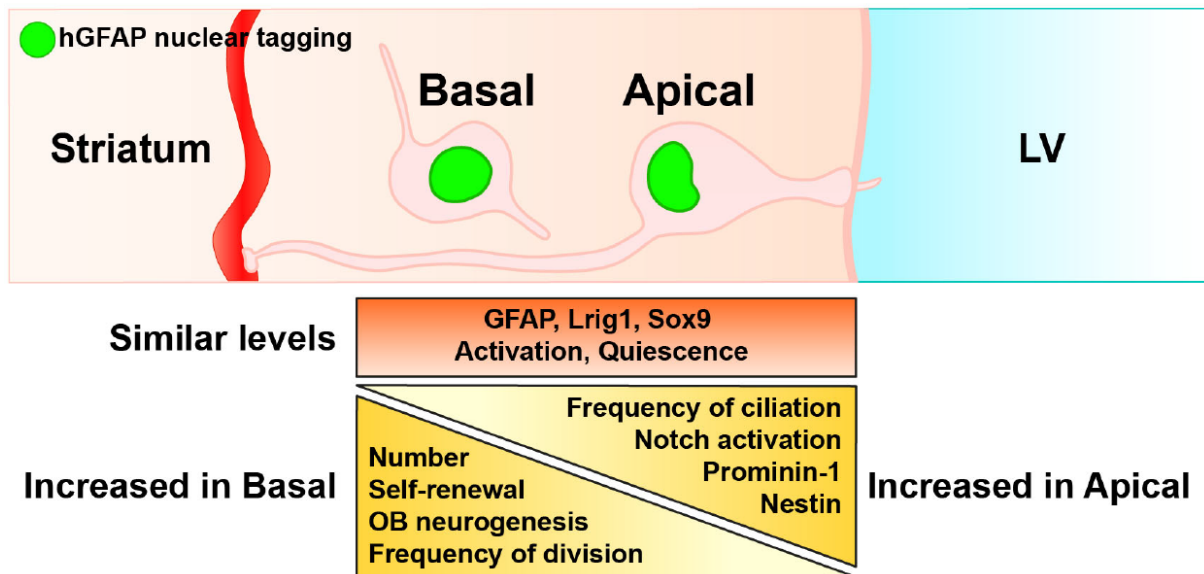 hGFAP nuclear tagging
Basal
Apical
Striatum
LV
Similar levels
GFAP, Lrig1, Sox9
Activation, Quiescence
Frequency of ciliation
Notch activation
Prominin-1
Nestin
Increased in Basal
Number
Self-renewal
OB neurogenesis
Frequency of division
Increased in Apical